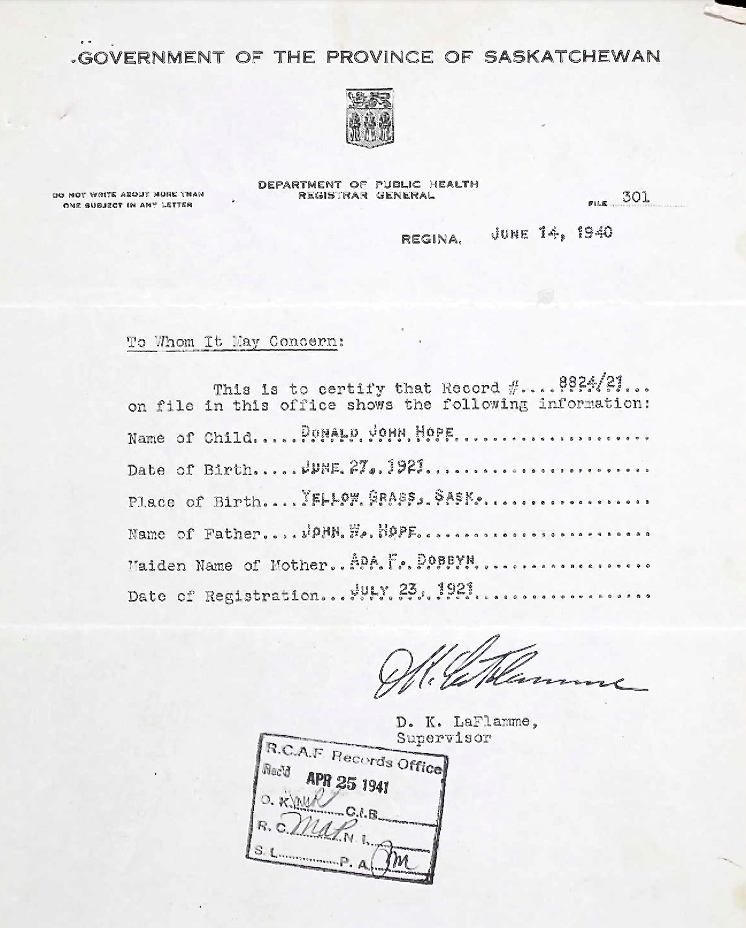 GOVERNMENT OF THE PROVINCE OF SASKATCHEWAN
DO NOT WRITE ABOUT MORE THAN
ONE SUBJECT IN ANY LETTER
DEPARTMENT OF PUBLIC HEALTH
REGISTRAR GENERAL
FILE 301
REGINA, JUNE 14, 1940
To Whom It May Concern:
This is to certify that Record #....8824/21...
on file in this office shows the following information:
Name of Child.....DONALD JOHN HOPE
Date of Birth.....JUNE 27, 1921
Place of Birth....YELLOW GRASS, SASK.
Name of Father....JOHN W. HOPE
Maiden Name of Mother..ADA F. DOBBYN
Date of Registration...JULY 23, 1921
D. K. LaFlamme
D. K. LaFlamme,
Supervisor
R.C.A.F Records Office
Rec'd APR 25 1941
O. K. C.I.B.
R. C. N. I.
S. L. P. A.